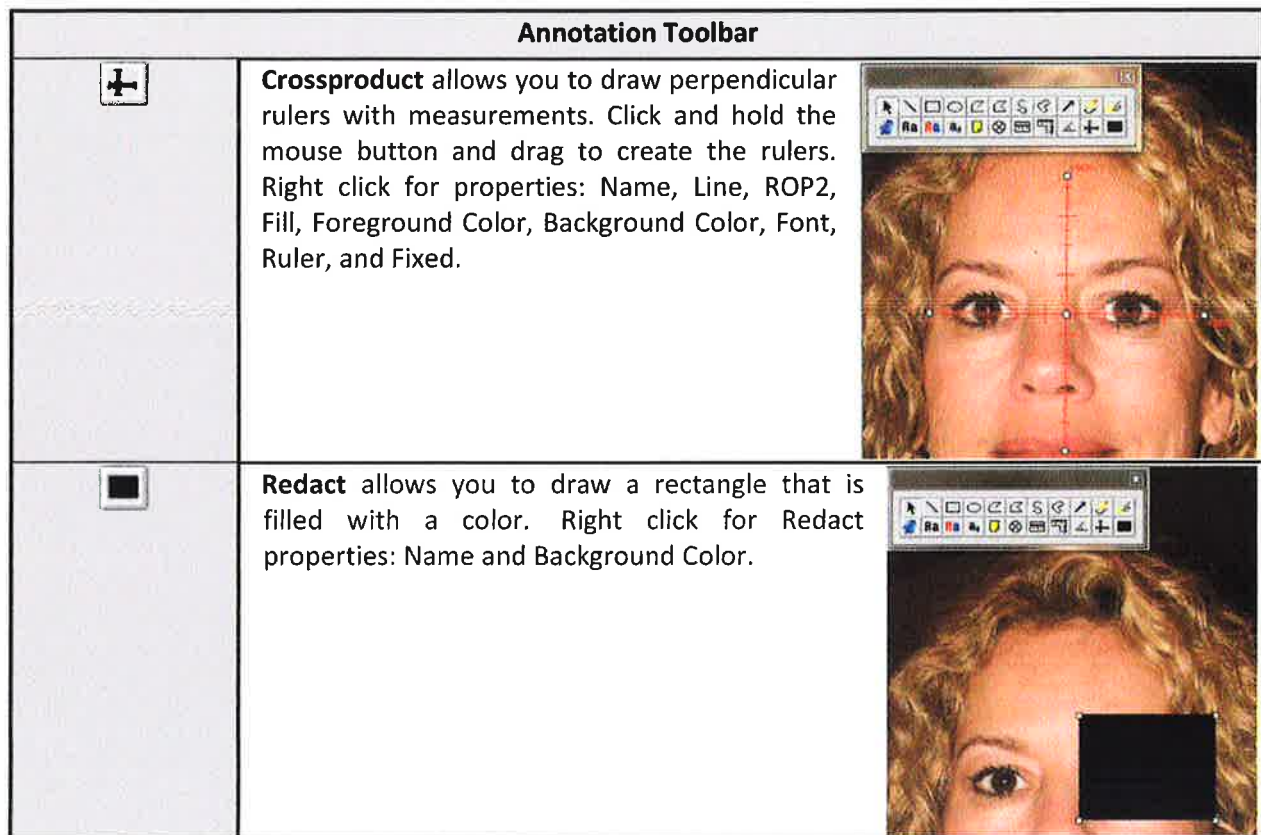 Annotation Toolbar
Crossproduct allows you to draw perpendicular
rulers with measurements. Click and hold the
mouse button and drag to create the rulers.
Right click for properties: Name, Line, ROP2,
Fill, Foreground Color, Background Color, Font,
Ruler, and Fixed.
Redact allows you to draw a rectangle that is
filled with a color. Right click for Redact
properties: Name and Background Color.